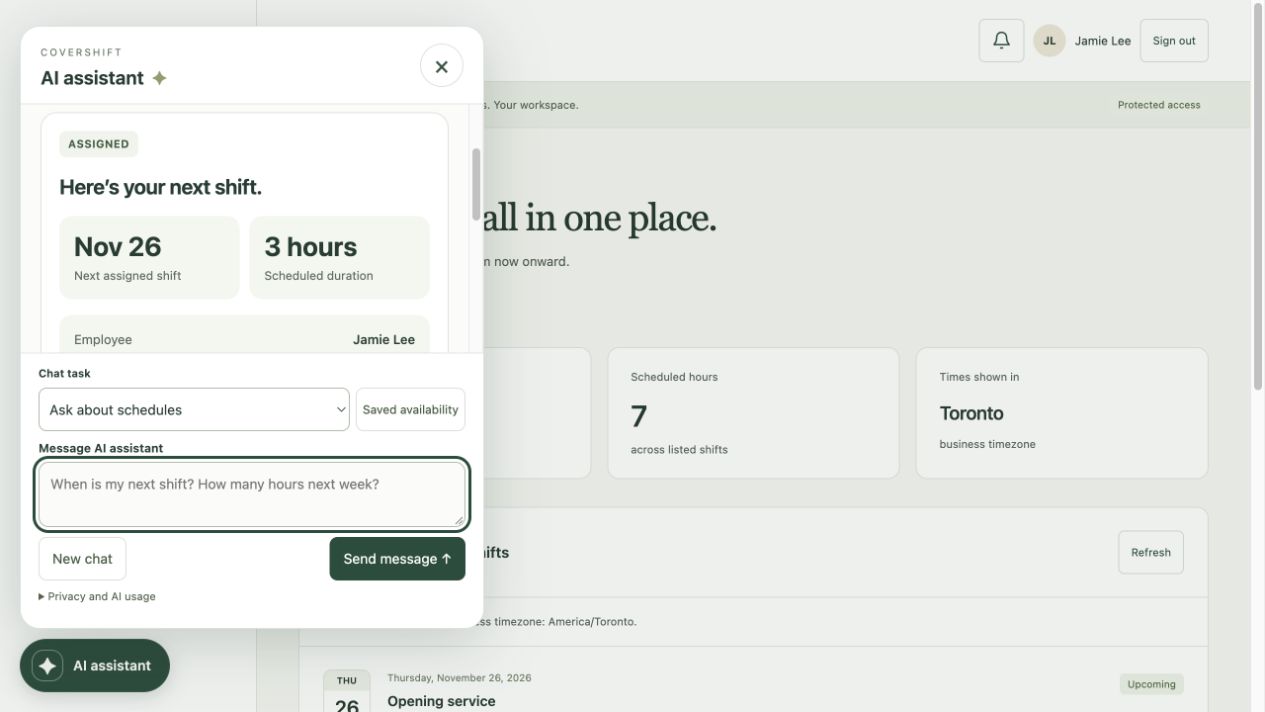 COVERSHIFT
AI assistant
ASSIGNED
Here’s your next shift.
Nov 26
Next assigned shift
3 hours
Scheduled duration
Employee
Jamie Lee
Chat task
Ask about schedules
Saved availability
Message AI assistant
When is my next shift? How many hours next week?
New chat
Send message ↑
Privacy and AI usage
AI assistant
JL
Jamie Lee
Sign out
s. Your workspace.
Protected access
all in one place.
now onward.
Scheduled hours
7
across listed shifts
Times shown in
Toronto
business timezone
ifts
Refresh
ss timezone: America/Toronto.
THU
26
Thursday, November 26, 2026
Opening service
Upcoming